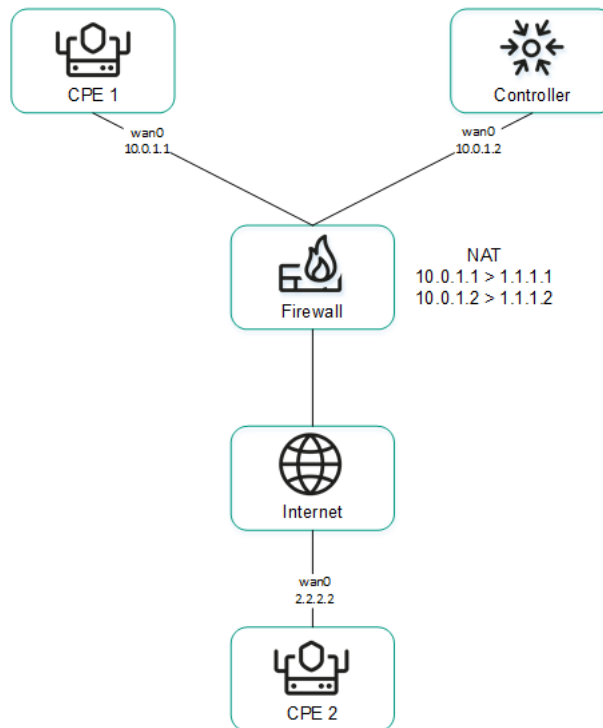 CPE 1
Controller
wan0
10.0.1.1
wan0
10.0.1.2
Firewall
NAT
10.0.1.1 > 1.1.1.1
10.0.1.2 > 1.1.1.2
Internet
wan0
2.2.2.2
CPE 2